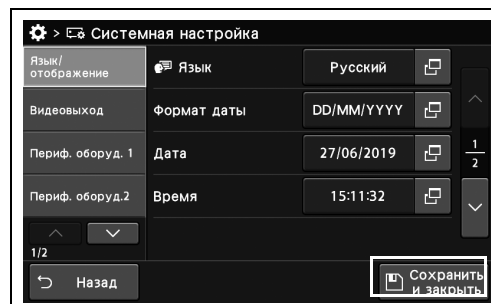 > Системная настройка
Язык/
отображение
Язык
Русский
Видеовыход
Формат даты
DD/MM/YYYY
Периф. оборуд. 1
Дата
27/06/2019
1
2
Периф. оборуд.2
Время
15:11:32
1/2
Назад
Сохранить
и закрыть